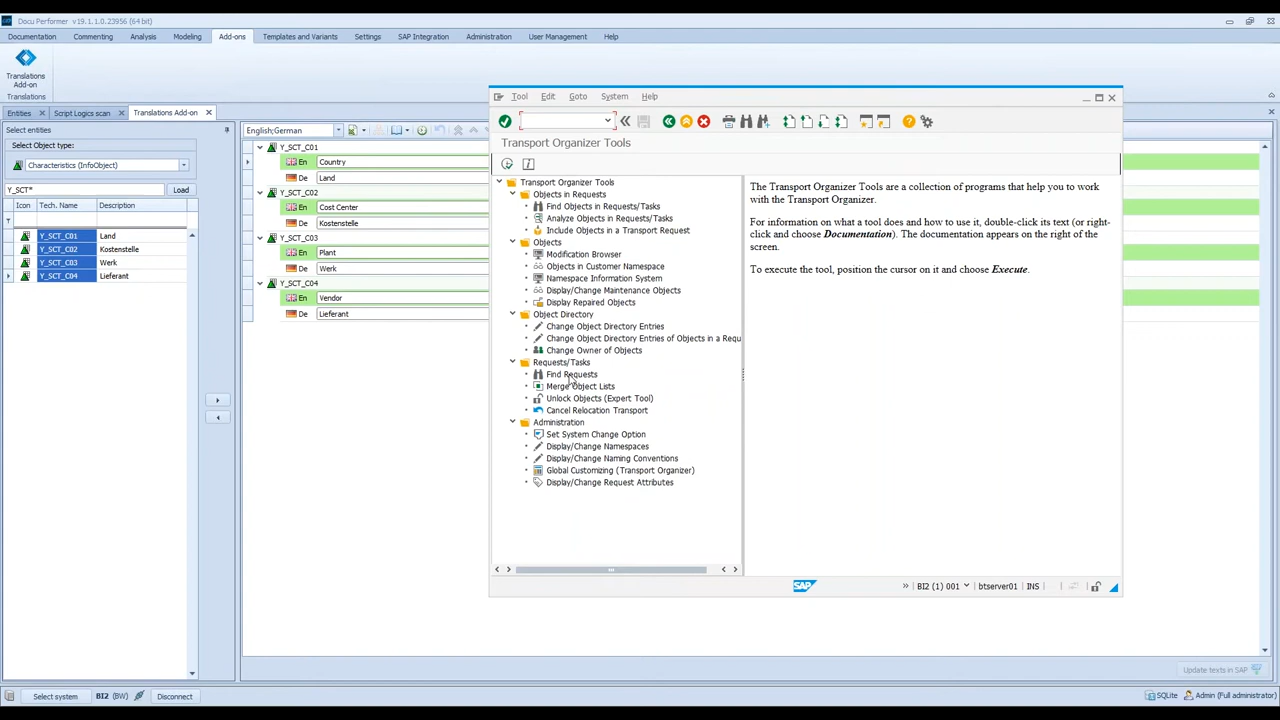 Docu Performer v19.1.1.0.23956 (64 bit)
Documentation Commenting Analysis Modeling Add-ons Templates and Variants Settings SAP Integration Administration User Management Help
Translations
Add-on
Translations
Entities Script Logics scan Translations Add-on
Select entities
Select Object type:
Characteristics (InfoObject)
Y_SCT* Load
Icon Tech. Name Description
Y_SCT_C01 Land
Y_SCT_C02 Kostenstelle
Y_SCT_C03 Werk
Y_SCT_C04 Lieferant
English;German
Y_SCT_C01
En Country
De Land
Y_SCT_C02
En Cost Center
De Kostenstelle
Y_SCT_C03
En Plant
De Werk
Y_SCT_C04
En Vendor
De Lieferant
Tool Edit Goto System Help
Transport Organizer Tools
Transport Organizer Tools
Objects in Requests
Find Objects in Requests/Tasks
Analyze Objects in Requests/Tasks
Include Objects in a Transport Request
Objects
Modification Browser
Objects in Customer Namespace
Namespace Information System
Display/Change Maintenance Objects
Display Repaired Objects
Object Directory
Change Object Directory Entries
Change Object Directory Entries of Objects in a Requ
Change Owner of Objects
Requests/Tasks
Find Requests
Merge Object Lists
Unlock Objects (Expert Tool)
Cancel Relocation Transport
Administration
Set System Change Option
Display/Change Namespaces
Display/Change Naming Conventions
Global Customizing (Transport Organizer)
Display/Change Request Attributes
The Transport Organizer Tools are a collection of programs that help you to work
with the Transport Organizer.
For information on what a tool does and how to use it, double-click its text (or right-
click and choose Documentation). The documentation appears on the right of the
screen.
To execute the tool, position the cursor on it and choose Execute.
SAP BI2 (1) 001 btserver01 INS
Update texts in SAP
Select system BI2 (BW) Disconnect SQLite Admin (Full administrator)